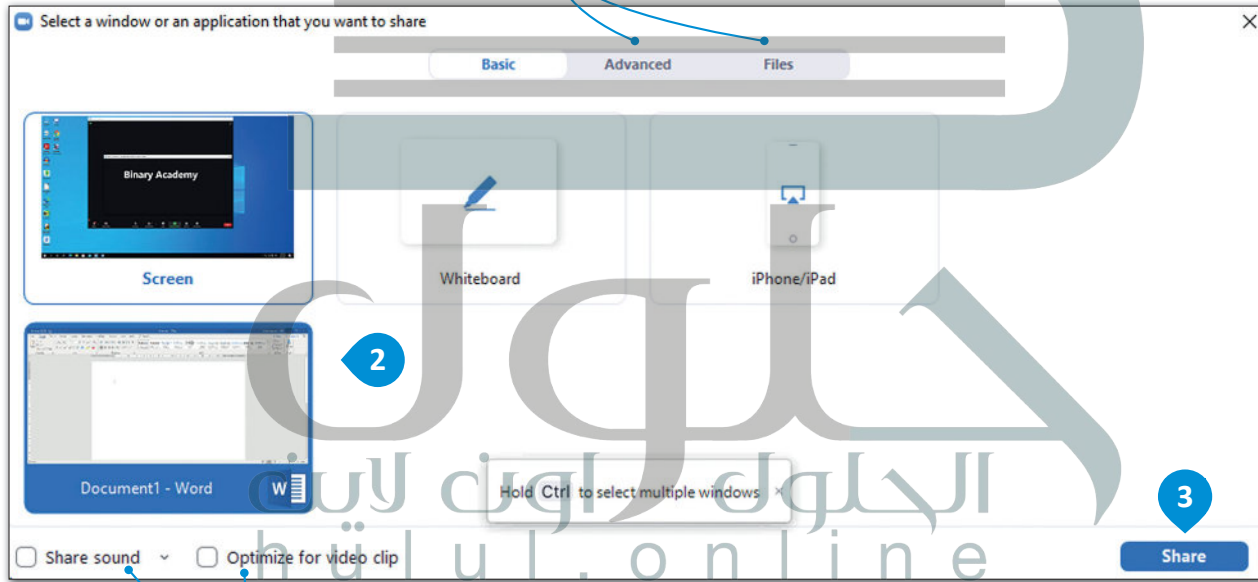 Select a window or an application that you want to share
Basic Advanced Files
Binary Academy
Screen
Whiteboard
iPhone/iPad
2
Document1 - Word
W
Hold Ctrl to select multiple windows
حلول
الحلول اون لاين
hülul.online
3
Share sound
Optimize for video clip
Share